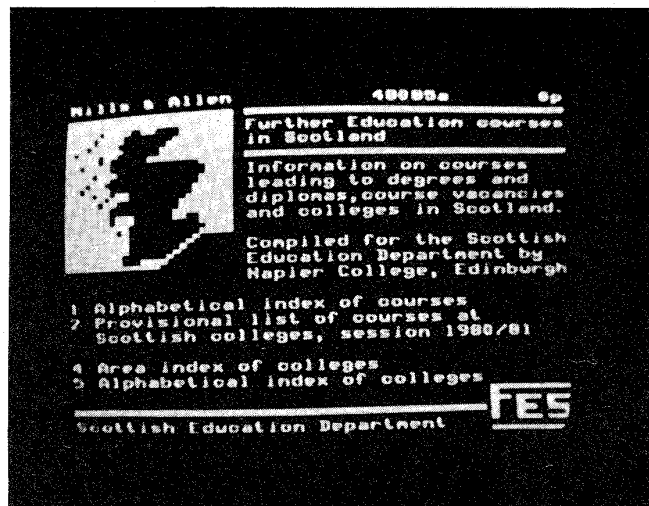 Mills & Allen 40005a 0p
Further Education courses
in Scotland
Information on courses
leading to degrees and
diplomas,course vacancies
and colleges in Scotland.
Compiled for the Scottish
Education Department by
Napier College, Edinburgh
1 Alphabetical index of courses
2 Provisional list of courses at
Scottish colleges, session 1980/81
4 Area index of colleges
5 Alphabetical index of colleges
FES
Scottish Education Department